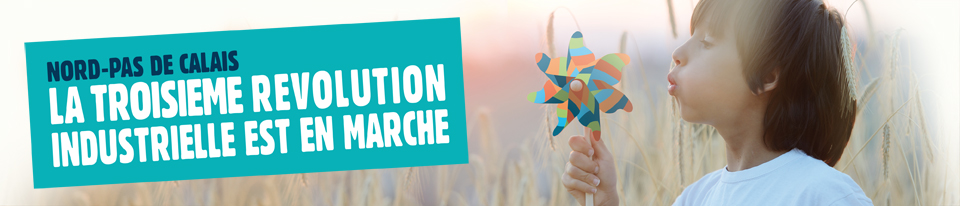 NORD-PAS DE CALAIS
LA TROISIEME REVOLUTION
INDUSTRIELLE EST EN MARCHE